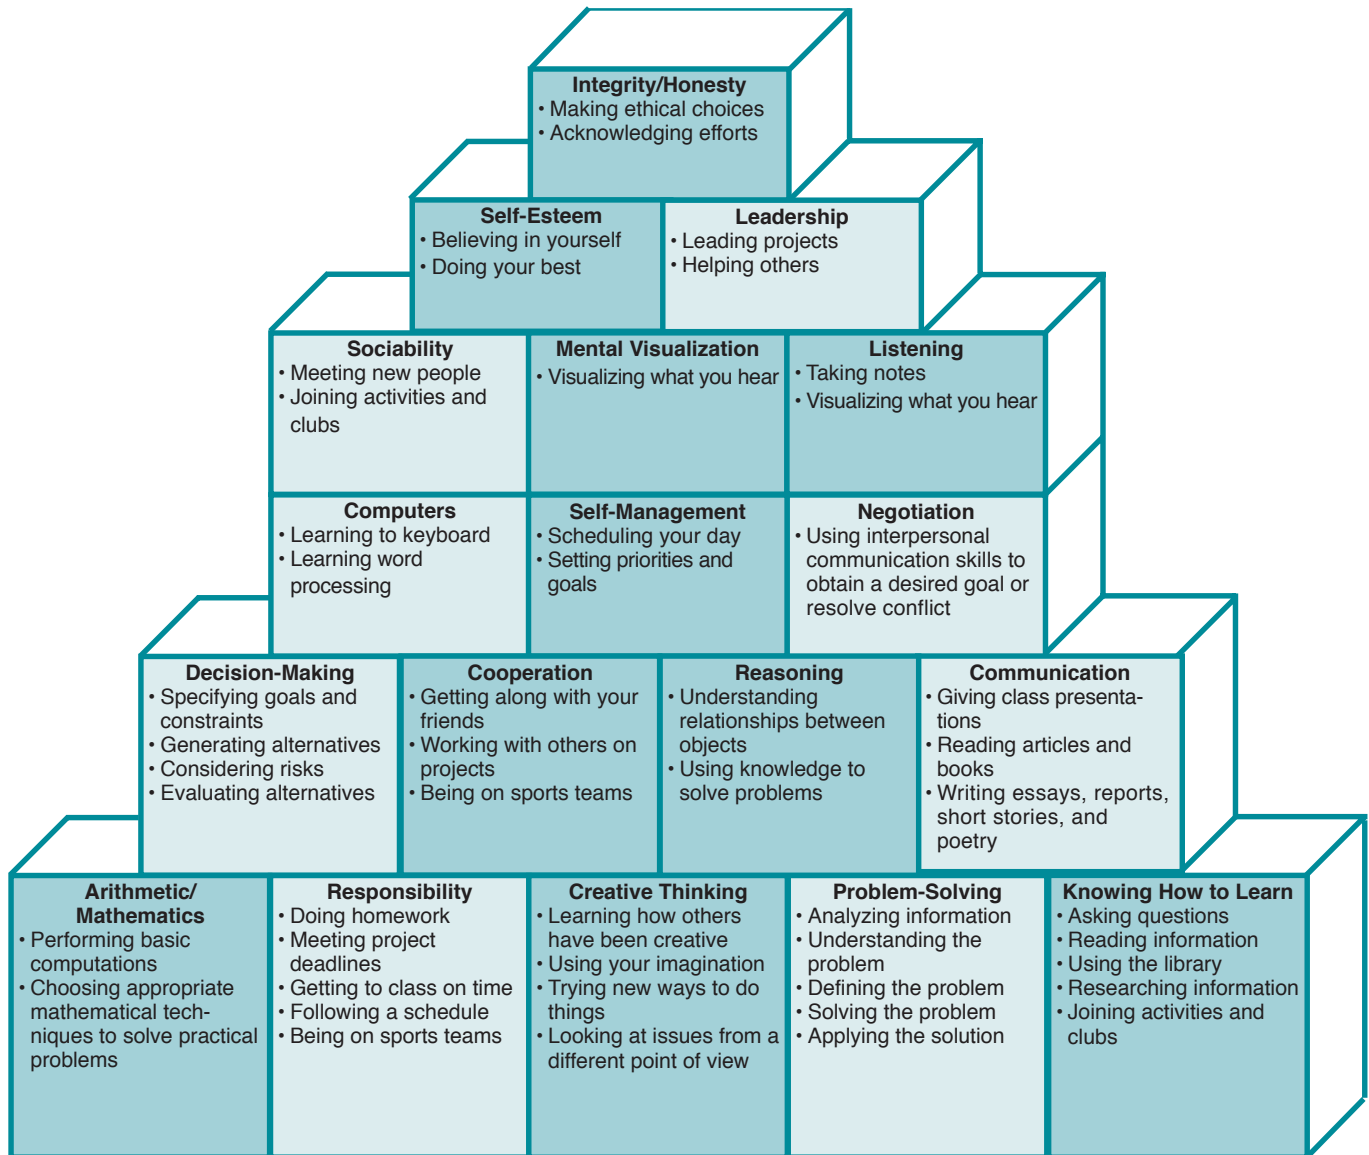 Integrity/Honesty
• Making ethical choices
• Acknowledging efforts
Self-Esteem
• Believing in yourself
• Doing your best
Leadership
• Leading projects
• Helping others
Sociability
• Meeting new people
• Joining activities and
clubs
Mental Visualization
• Visualizing what you hear
Listening
• Taking notes
• Visualizing what you hear
Computers
• Learning to keyboard
• Learning word
processing
Self-Management
• Scheduling your day
• Setting priorities and
goals
Negotiation
• Using interpersonal
communication skills to
obtain a desired goal or
resolve conflict
Decision-Making
• Specifying goals and
constraints
• Generating alternatives
• Considering risks
• Evaluating alternatives
Cooperation
• Getting along with your
friends
• Working with others on
projects
• Being on sports teams
Reasoning
• Understanding
relationships between
objects
• Using knowledge to
solve problems
Communication
• Giving class presenta-
tions
• Reading articles and
books
• Writing essays, reports,
short stories, and
poetry
Arithmetic/
Mathematics
• Performing basic
computations
• Choosing appropriate
mathematical tech-
niques to solve practical
problems
Responsibility
• Doing homework
• Meeting project
deadlines
• Getting to class on time
• Following a schedule
• Being on sports teams
Creative Thinking
• Learning how others
have been creative
• Using your imagination
• Trying new ways to do
things
• Looking at issues from a
different point of view
Problem-Solving
• Analyzing information
• Understanding the
problem
• Defining the problem
• Solving the problem
• Applying the solution
Knowing How to Learn
• Asking questions
• Reading information
• Using the library
• Researching information
• Joining activities and
clubs